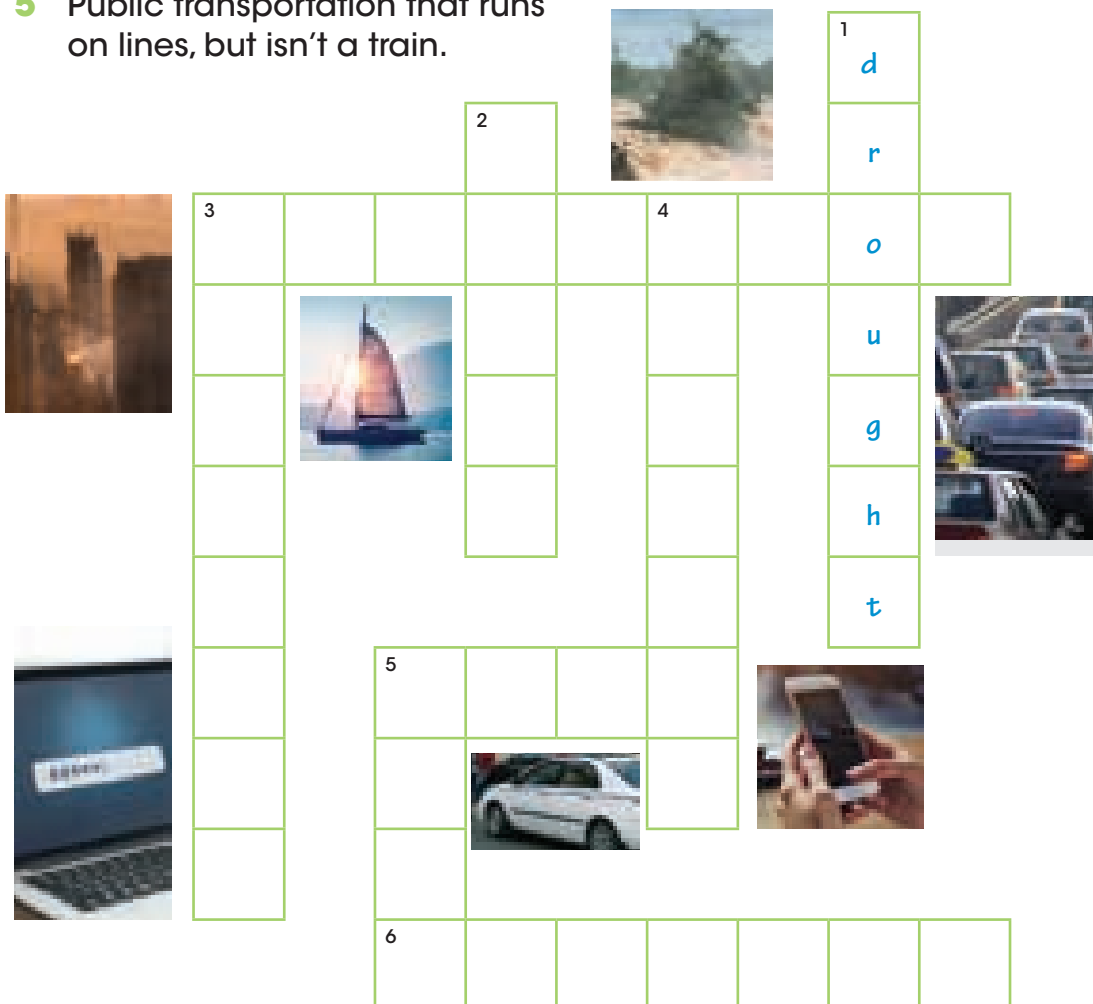 5 Public transportation that runs
on lines, but isn't a train.
1
d
2
r
3
4
o
u
g
h
t
5
6